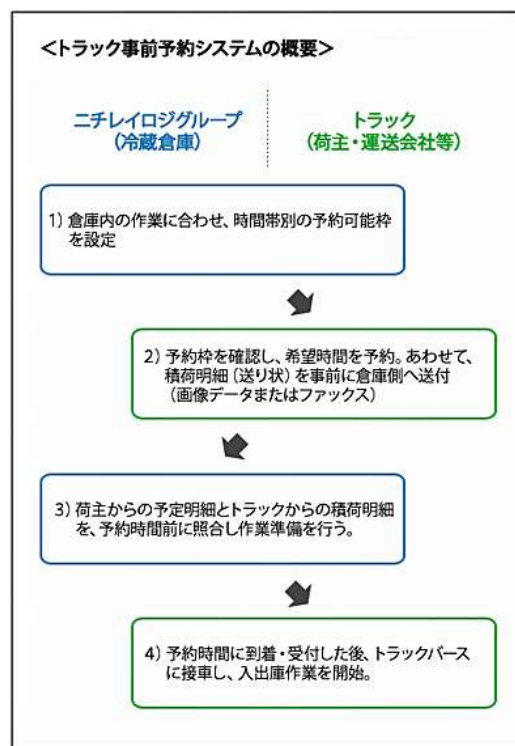 <トラック事前予約システムの概要>
ニチレイロジグループ
(冷蔵倉庫)
トラック
(荷主・運送会社等)
1) 倉庫内の作業に合わせ、時間帯別の予約可能枠
を設定
2) 予約枠を確認し、希望時間を予約。あわせて、
積荷明細(送り状)を事前に倉庫側へ送付
(画像データまたはファックス)
3) 荷主からの予定明細とトラックからの積荷明細
を、予約時間前に照合し作業準備を行う。
4) 予約時間に到着・受付した後、トラックバース
に接車し、入出庫作業を開始。